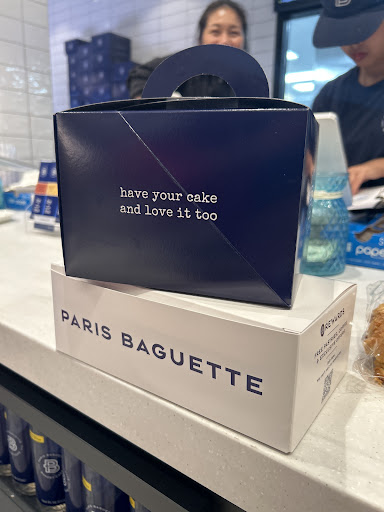 have your cake
and love it too
PARIS BAGUETTE
REWARDS